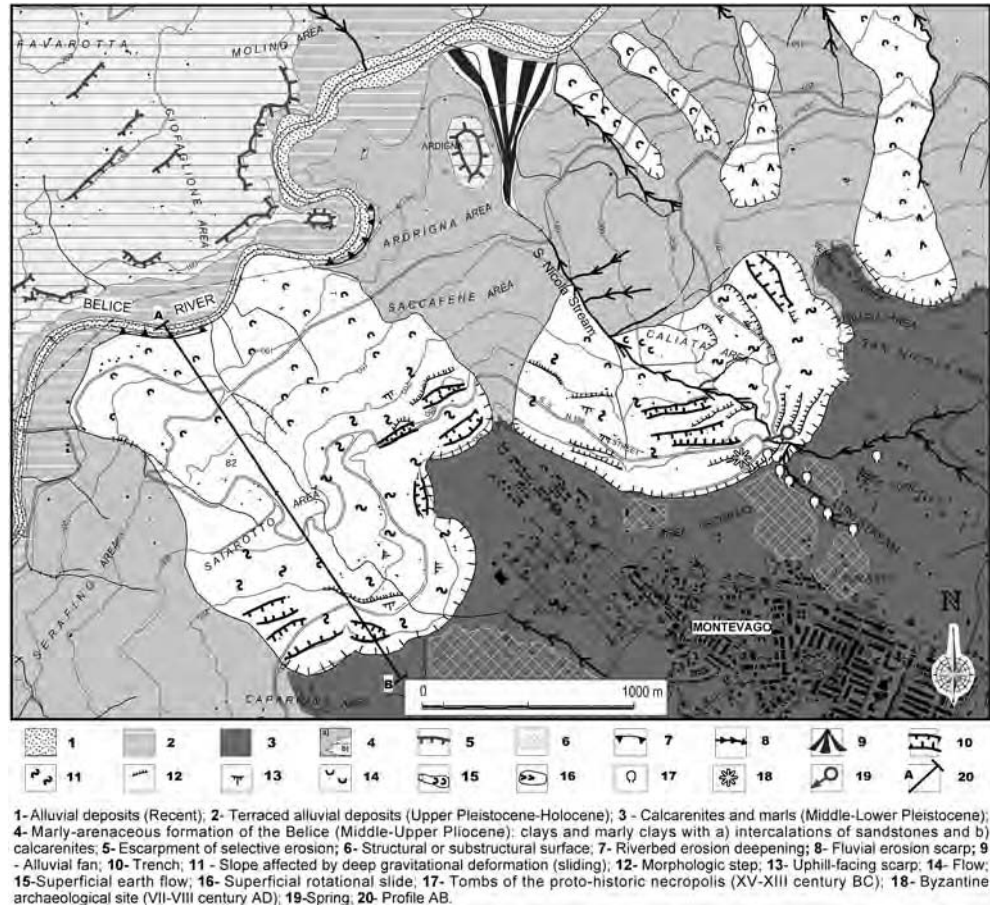 FAVAROTTA
MOLINO AREA
GIOFAGLIONE AREA
ARDIGNA
ARDRIGNA AREA
SACCAFENE AREA
BELICE RIVER
A
S. Nicola Stream
CALIATA AREA
SAN NICOLA AREA
82
SAIAROTTO AREA
SERAFINO AREA
MONTEVAGO
N
B
0 1000 m
1 2 3 4 a) b) 5 6 7 8 9 10
11 12 13 14 15 16 17 18 19 A 20
1- Alluvial deposits (Recent); 2- Terraced alluvial deposits (Upper Pleistocene-Holocene); 3 - Calcarenites and marls (Middle-Lower Pleistocene);
4- Marly-arenaceous formation of the Belice (Middle-Upper Pliocene): clays and marly clays with a) intercalations of sandstones and b)
calcarenites; 5- Escarpment of selective erosion; 6- Structural or substructural surface; 7- Riverbed erosion deepening; 8- Fluvial erosion scarp; 9
- Alluvial fan; 10- Trench; 11 - Slope affected by deep gravitational deformation (sliding); 12- Morphologic step; 13- Uphill-facing scarp; 14- Flow;
15-Superficial earth flow; 16- Superficial rotational slide; 17- Tombs of the proto-historic necropolis (XV-XIII century BC); 18- Byzantine
archaeological site (VII-VIII century AD); 19-Spring; 20- Profile AB.